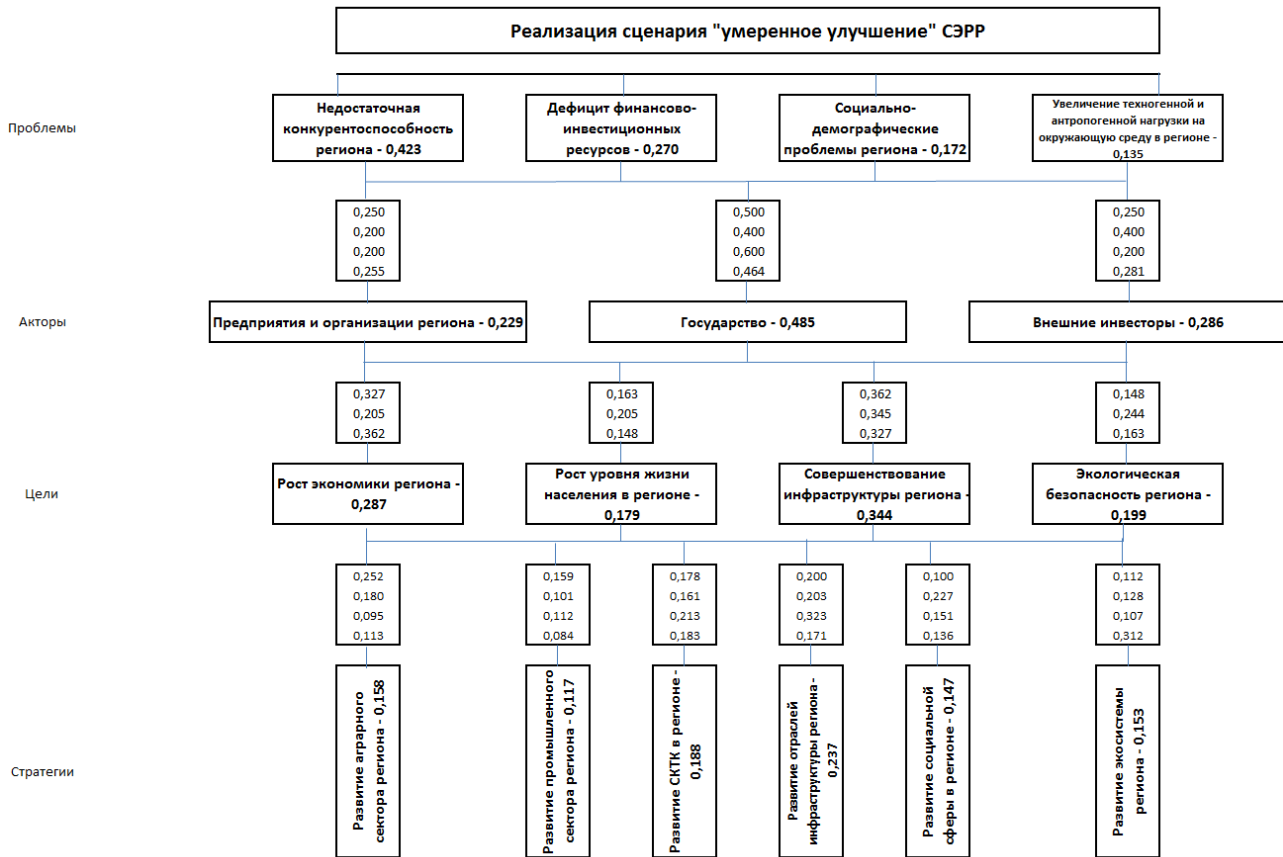 Реализация сценария "умеренное улучшение" СЭРР
Проблемы
Недостаточная
конкурентоспособность
региона - 0,423
Дефицит финансово-
инвестиционных
ресурсов - 0,270
Социально-
демографические
проблемы региона - 0,172
Увеличение техногенной и
антропогенной нагрузки на
окружающую среду в регионе -
0,135
0,250
0,200
0,200
0,255
0,500
0,400
0,600
0,464
0,250
0,400
0,200
0,281
Акторы
Предприятия и организации региона - 0,229
Государство - 0,485
Внешние инвесторы - 0,286
0,327
0,205
0,362
0,163
0,205
0,148
0,362
0,345
0,327
0,148
0,244
0,163
Цели
Рост экономики региона -
0,287
Рост уровня жизни
населения в регионе -
0,179
Совершенствование
инфраструктуры региона -
0,344
Экологическая
безопасность региона -
0,199
0,252
0,180
0,095
0,113
0,159
0,101
0,112
0,084
0,178
0,161
0,213
0,183
0,200
0,203
0,323
0,171
0,100
0,227
0,151
0,136
0,112
0,128
0,107
0,312
Стратегии
Развитие аграрного
сектора региона - 0,158
Развитие промышленного
сектора региона - 0,117
Развитие СКТК в регионе -
0,188
Развитие отраслей
инфраструктуры региона -
0,237
Развитие социальной
сферы в регионе - 0,147
Развитие экосистемы
региона - 0,153